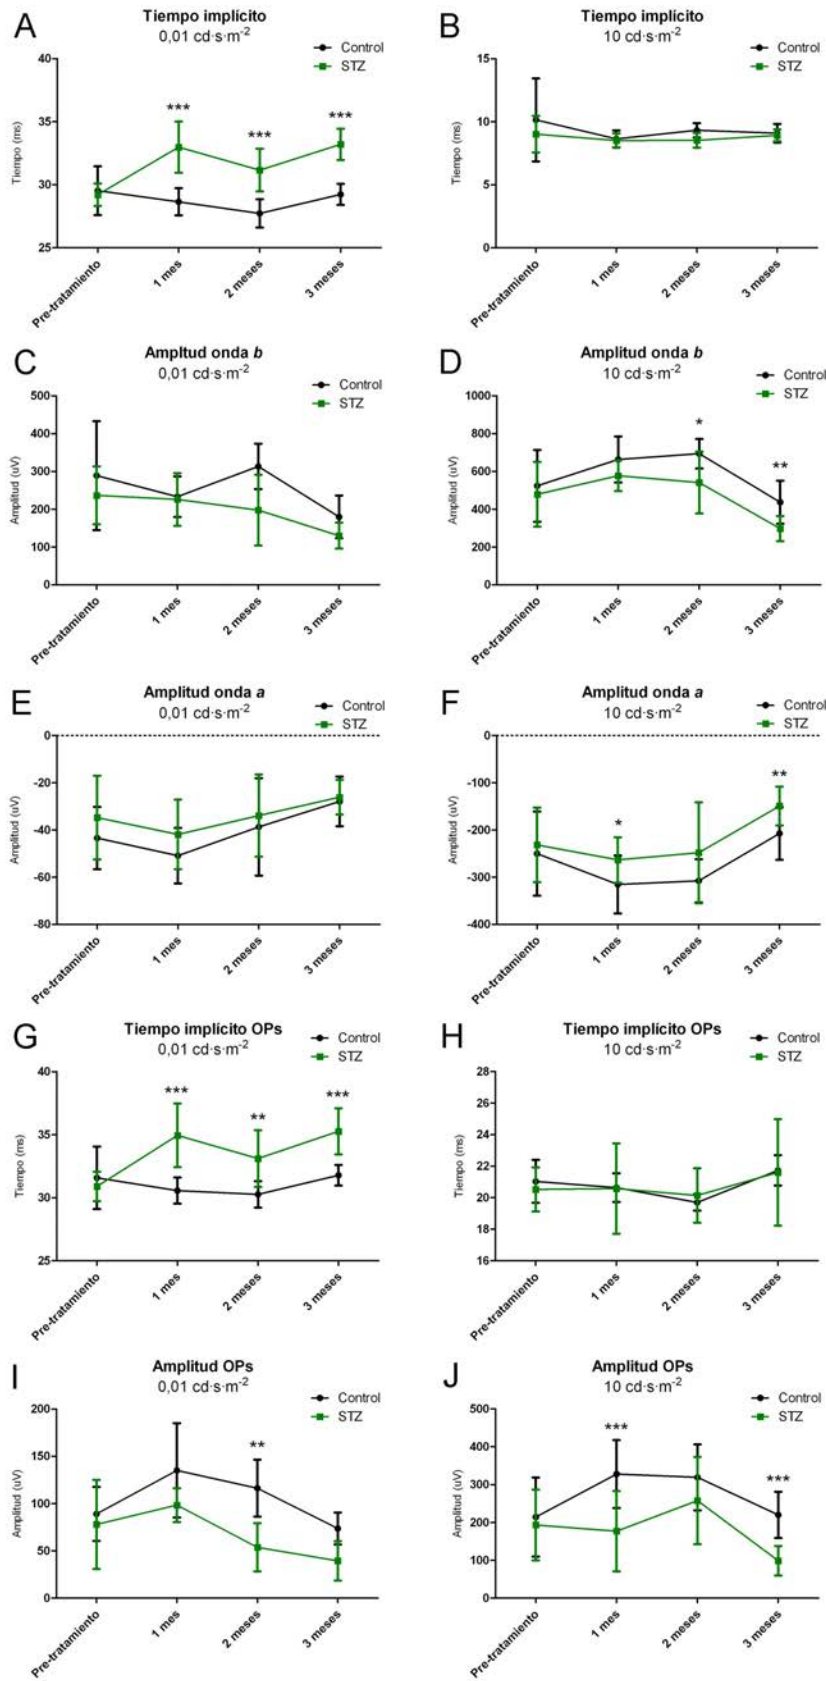 A
Tiempo implícito
0,01 cd·s·m-2
Control
STZ
Tiempo (ms)
40
35
30
25
***
***
***
Pre-tratamiento
1 mes
2 meses
3 meses
B
Tiempo implícito
10 cd·s·m-2
Control
STZ
Tiempo (ms)
15
10
5
0
Pre-tratamiento
1 mes
2 meses
3 meses
C
Ampltud onda b
0,01 cd·s·m-2
Control
STZ
Amplitud (uV)
500
400
300
200
100
0
Pre-tratamiento
1 mes
2 meses
3 meses
D
Ampltud onda b
10 cd·s·m-2
Control
STZ
Amplitud (uV)
1000
800
600
400
200
0
*
**
Pre-tratamiento
1 mes
2 meses
3 meses
E
Amplitud onda a
0,01 cd·s·m-2
Control
STZ
Amplitud (uV)
0
-20
-40
-60
-80
Pre-tratamiento
1 mes
2 meses
3 meses
F
Amplitud onda a
10 cd·s·m-2
Control
STZ
Amplitud (uV)
0
-100
-200
-300
-400
*
**
Pre-tratamiento
1 mes
2 meses
3 meses
G
Tiempo implícito OPs
0,01 cd·s·m-2
Control
STZ
Tiempo (ms)
40
35
30
25
***
**
***
Pre-tratamiento
1 mes
2 meses
3 meses
H
Tiempo implícito OPs
10 cd·s·m-2
Control
STZ
Tiempo (ms)
28
26
24
22
20
18
16
Pre-tratamiento
1 mes
2 meses
3 meses
I
Amplitud OPs
0,01 cd·s·m-2
Control
STZ
Amplitud (uV)
200
150
100
50
0
**
Pre-tratamiento
1 mes
2 meses
3 meses
J
Amplitud OPs
10 cd·s·m-2
Control
STZ
Amplitud (uV)
500
400
300
200
100
0
***
***
Pre-tratamiento
1 mes
2 meses
3 meses